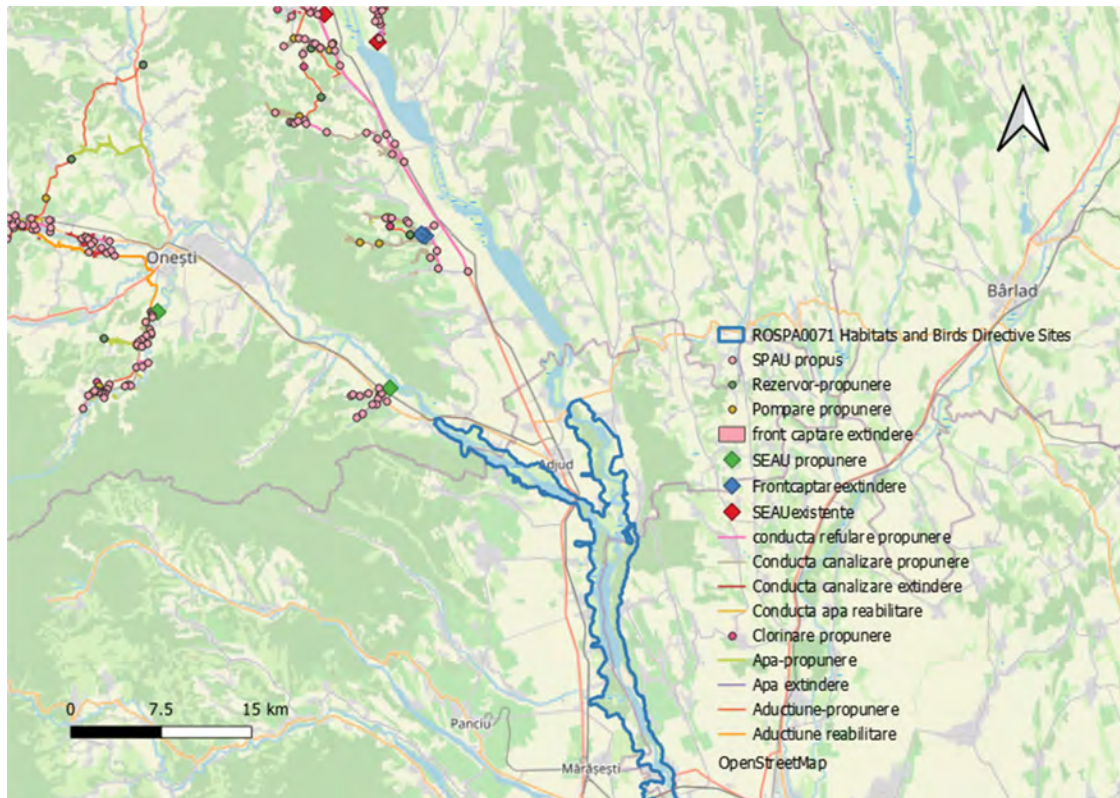 Onești
Bârlad
ROSPA0071 Habitats and Birds Directive Sites
SPAU propus
Rezervor-propunere
Pompare propunere
front captare extindere
Adjud
SEAU propunere
Frontcaptareextindere
SEAUexistente
conducta refulare propunere
Conducta canalizare propunere
Conducta canalizare extindere
Conducta apa reabilitare
Clorinare propunere
Apa-propunere
Apa extindere
0 7.5 15 km
Aductiune-propunere
Panciu
Aductiune reabilitare
Mărășești
OpenStreetMap